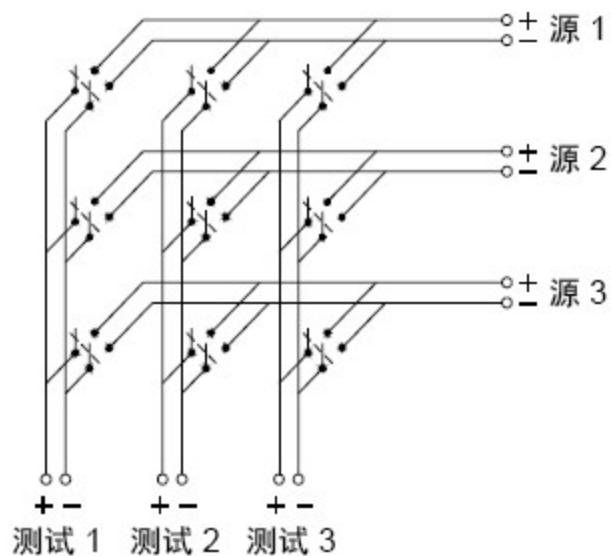 + 源 1
−
+ 源 2
−
+ 源 3
−
+ − + − + −
测试 1 测试 2 测试 3